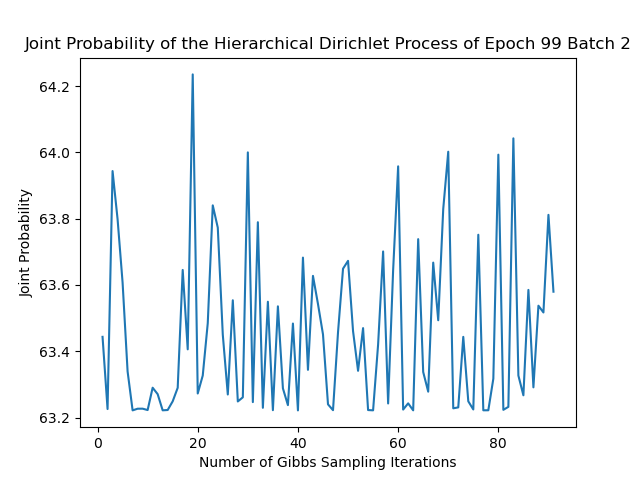 Joint Probability of the Hierarchical Dirichlet Process of Epoch 99 Batch 2
64.2
64.0
63.8
63.6
63.4
63.2
Joint Probability
0 20 40 60 80
Number of Gibbs Sampling Iterations